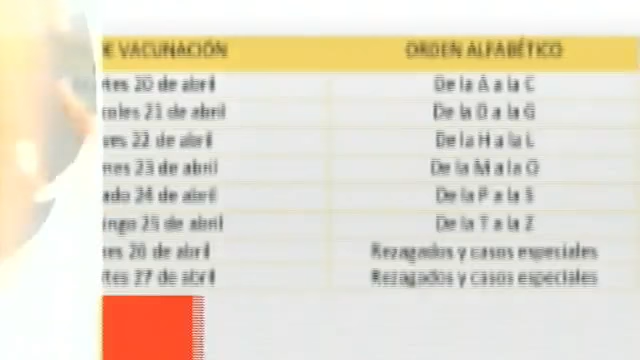 VACUNACIÓN ORDEN ALFABÉTICO
20 de abril De la A a la C
21 de abril De la D a la G
22 de abril De la H a la L
23 de abril De la M a la O
24 de abril De la P a la S
25 de abril De la T a la Z
26 de abril Rezagados y casos especiales
27 de abril Rezagados y casos especiales